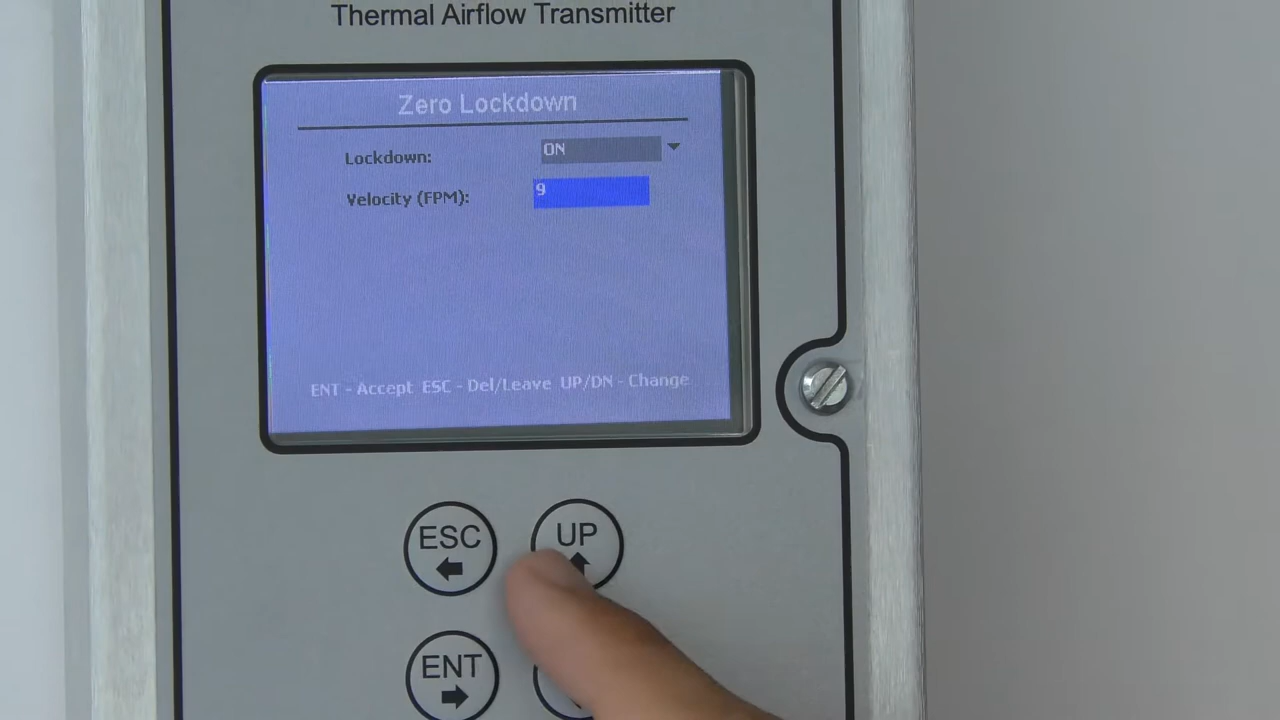 Thermal Airflow Transmitter
Zero Lockdown
Lockdown: ON
Velocity (FPM): 9
ENT - Accept ESC - Del/Leave UP/DN - Change
ESC UP
ENT